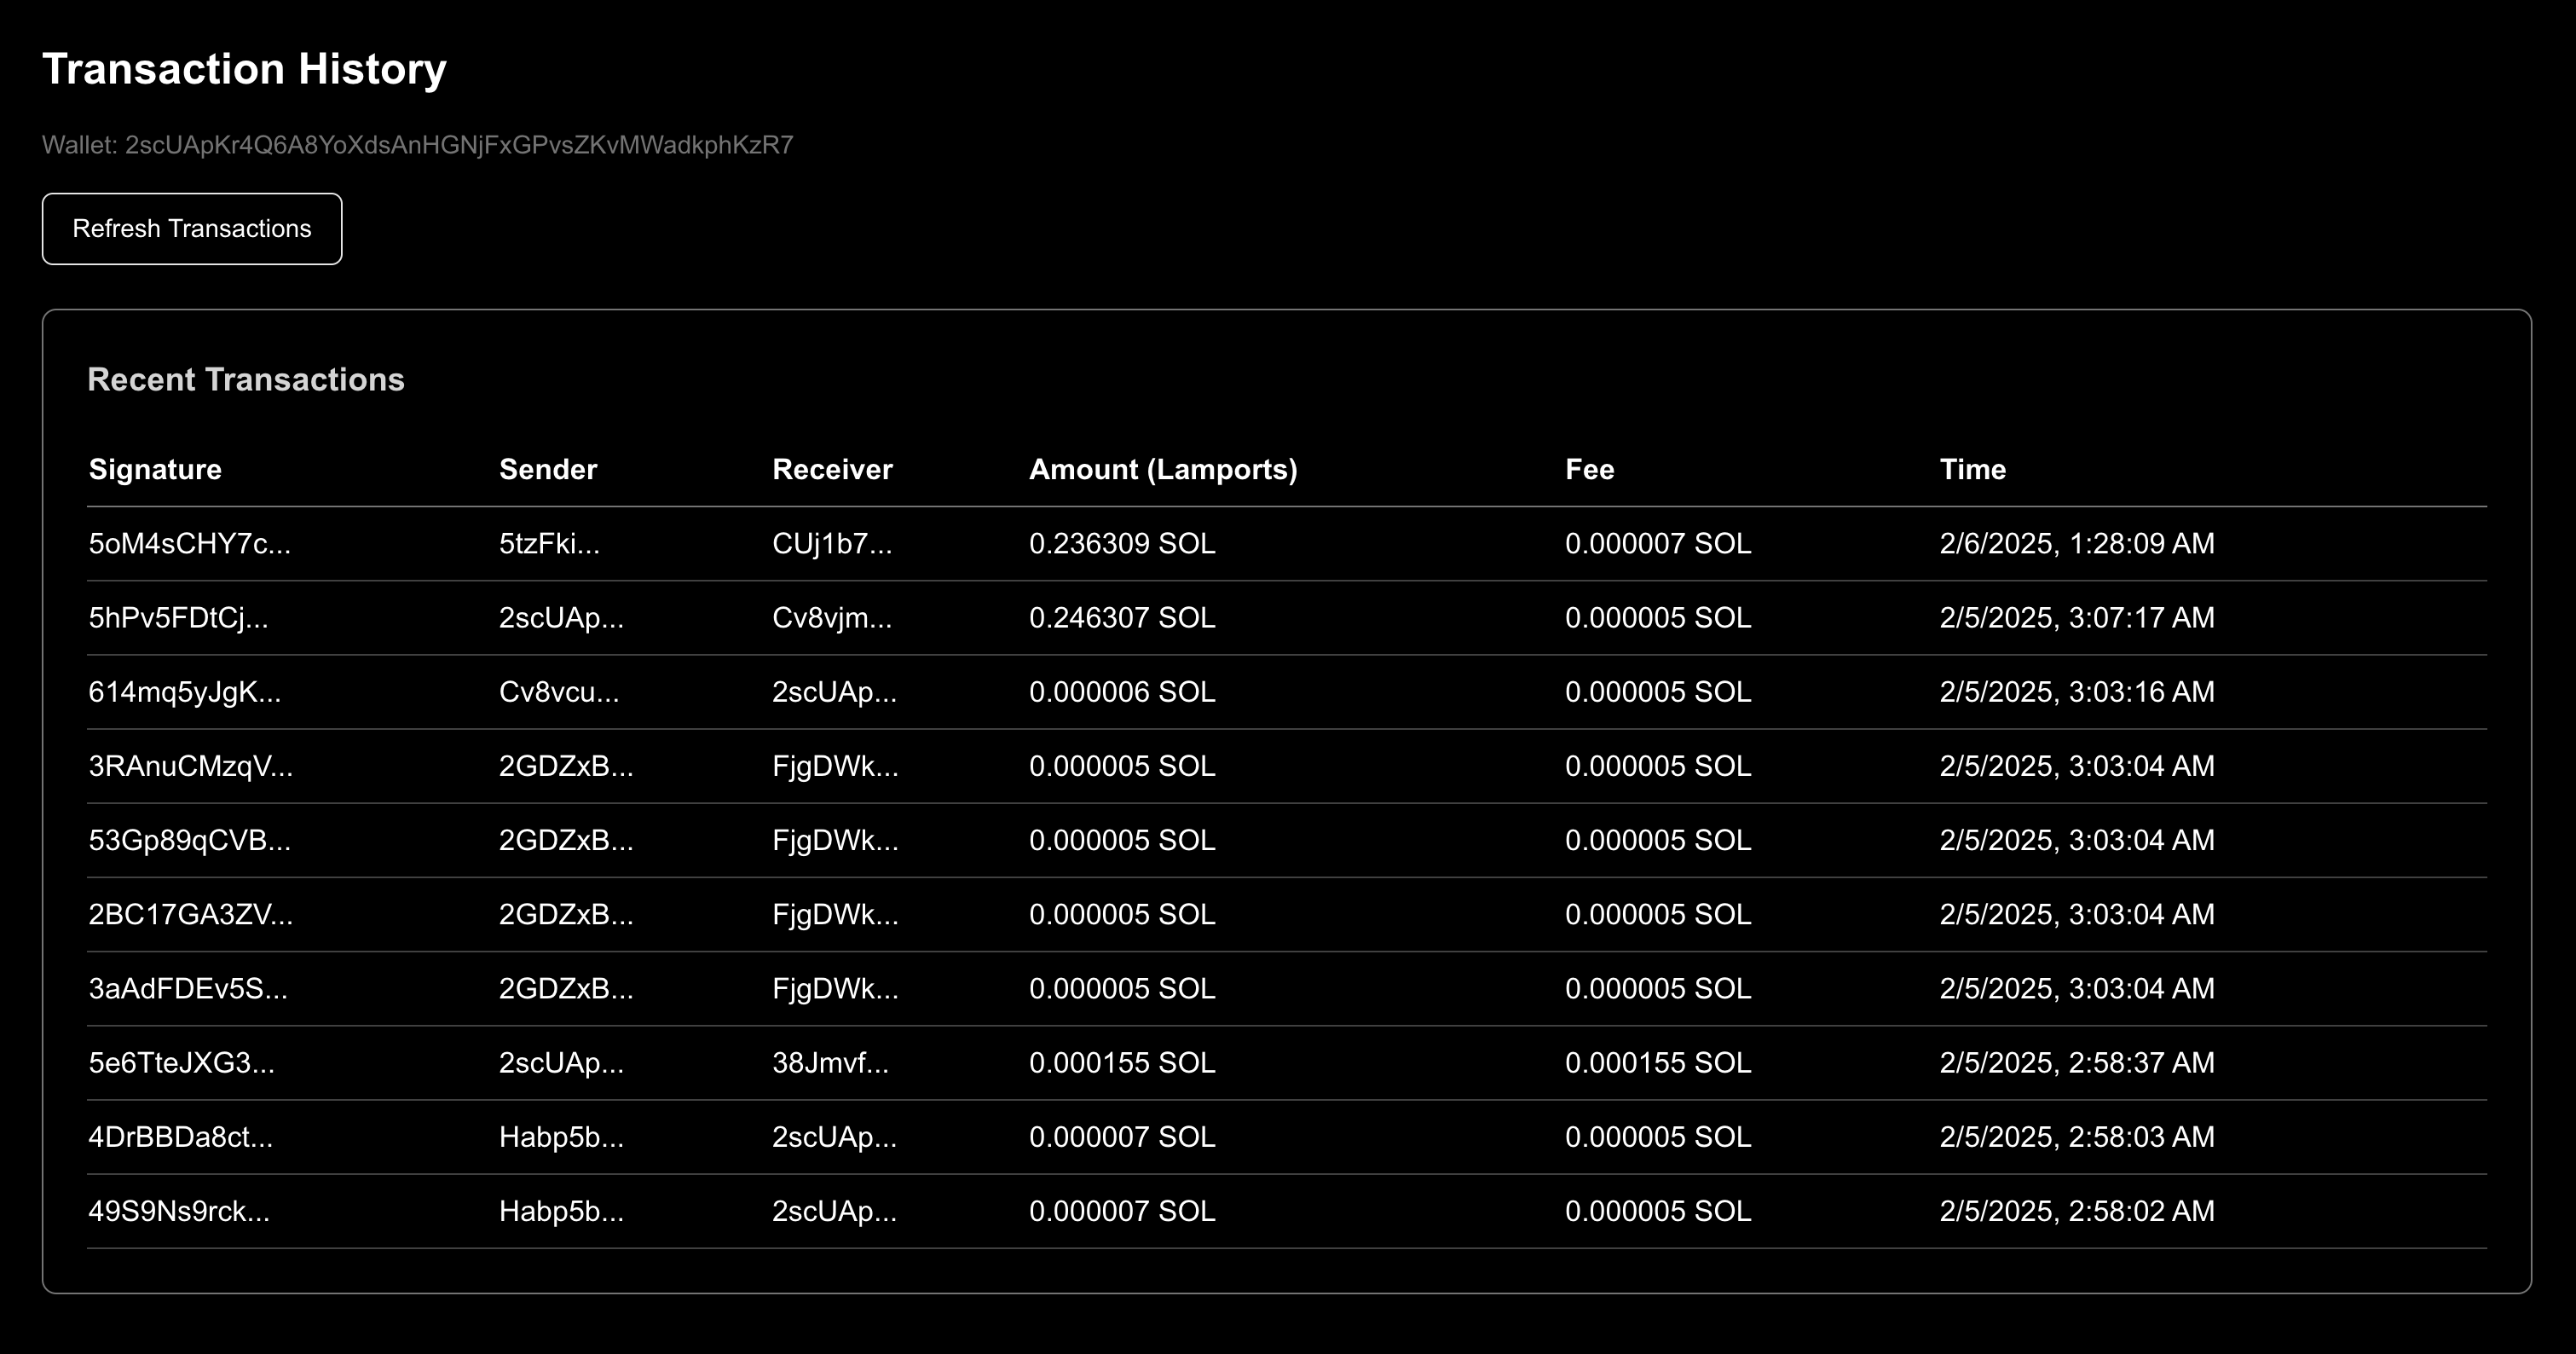 Transaction History
Wallet: 2scUApKr4Q6A8YoXdsAnHGNjFxGPvsZKvMWadkphKzR7
Refresh Transactions
Recent Transactions
Signature Sender Receiver Amount (Lamports) Fee Time
5oM4sCHY7c... 5tzFki... CUj1b7... 0.236309 SOL 0.000007 SOL 2/6/2025, 1:28:09 AM
5hPv5FDtCj... 2scUAp... Cv8vjm... 0.246307 SOL 0.000005 SOL 2/5/2025, 3:07:17 AM
614mq5yJgK... Cv8vcu... 2scUAp... 0.000006 SOL 0.000005 SOL 2/5/2025, 3:03:16 AM
3RAnuCMzqV... 2GDZxB... FjgDWk... 0.000005 SOL 0.000005 SOL 2/5/2025, 3:03:04 AM
53Gp89qCVB... 2GDZxB... FjgDWk... 0.000005 SOL 0.000005 SOL 2/5/2025, 3:03:04 AM
2BC17GA3ZV... 2GDZxB... FjgDWk... 0.000005 SOL 0.000005 SOL 2/5/2025, 3:03:04 AM
3aAdFDEv5S... 2GDZxB... FjgDWk... 0.000005 SOL 0.000005 SOL 2/5/2025, 3:03:04 AM
5e6TteJXG3... 2scUAp... 38Jmvf... 0.000155 SOL 0.000155 SOL 2/5/2025, 2:58:37 AM
4DrBBDa8ct... Habp5b... 2scUAp... 0.000007 SOL 0.000005 SOL 2/5/2025, 2:58:03 AM
49S9Ns9rck... Habp5b... 2scUAp... 0.000007 SOL 0.000005 SOL 2/5/2025, 2:58:02 AM